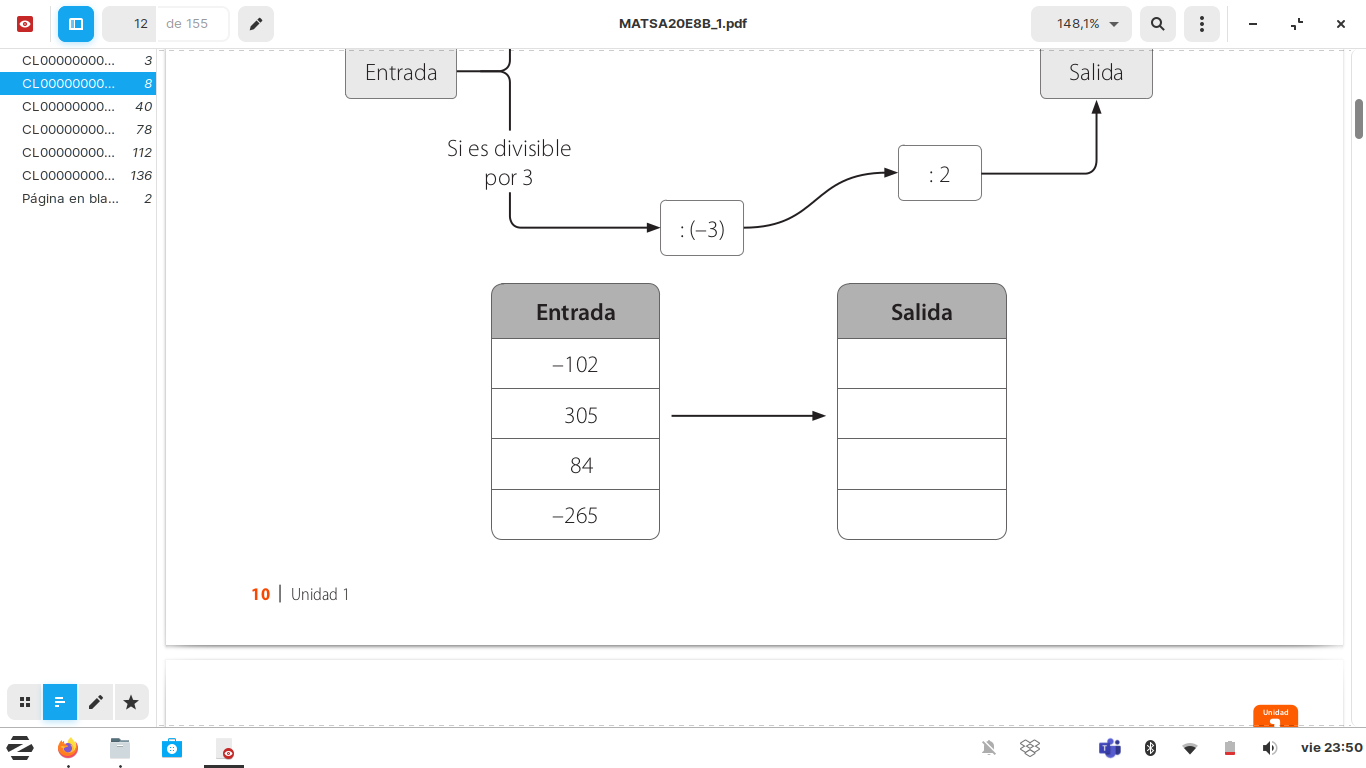 12 de 155
MATSA20E8B_1.pdf
148,1%
CL00000000... 3
CL00000000... 8
CL00000000... 40
CL00000000... 78
CL00000000... 112
CL00000000... 136
Página en bla... 2
Entrada
Salida
Si es divisible
por 3
: (–3)
: 2
Entrada
Salida
–102
305
84
–265
10 | Unidad 1
Unidad
vie 23:50